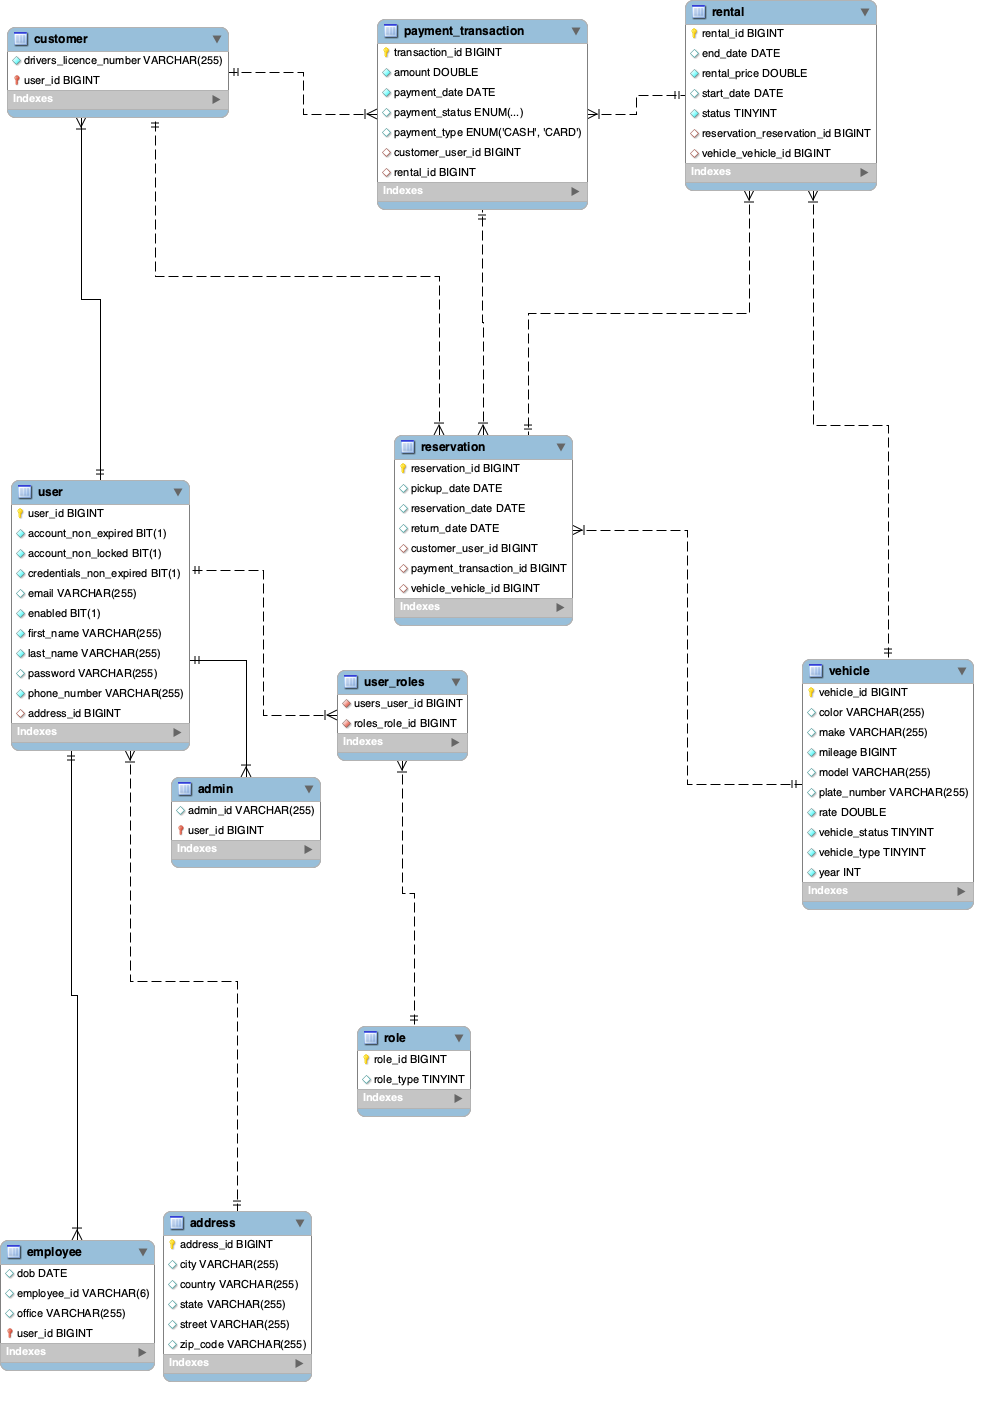 customer
drivers_licence_number VARCHAR(255)
user_id BIGINT
Indexes
payment_transaction
transaction_id BIGINT
amount DOUBLE
payment_date DATE
payment_status ENUM(...)
payment_type ENUM('CASH', 'CARD')
customer_user_id BIGINT
rental_id BIGINT
Indexes
rental
rental_id BIGINT
end_date DATE
rental_price DOUBLE
start_date DATE
status TINYINT
reservation_reservation_id BIGINT
vehicle_vehicle_id BIGINT
Indexes
reservation
reservation_id BIGINT
pickup_date DATE
reservation_date DATE
return_date DATE
customer_user_id BIGINT
payment_transaction_id BIGINT
vehicle_vehicle_id BIGINT
Indexes
user
user_id BIGINT
account_non_expired BIT(1)
account_non_locked BIT(1)
credentials_non_expired BIT(1)
email VARCHAR(255)
enabled BIT(1)
first_name VARCHAR(255)
last_name VARCHAR(255)
password VARCHAR(255)
phone_number VARCHAR(255)
address_id BIGINT
Indexes
user_roles
users_user_id BIGINT
roles_role_id BIGINT
Indexes
vehicle
vehicle_id BIGINT
color VARCHAR(255)
make VARCHAR(255)
mileage BIGINT
model VARCHAR(255)
plate_number VARCHAR(255)
rate DOUBLE
vehicle_status TINYINT
vehicle_type TINYINT
year INT
Indexes
admin
admin_id VARCHAR(255)
user_id BIGINT
Indexes
role
role_id BIGINT
role_type TINYINT
Indexes
employee
dob DATE
employee_id VARCHAR(6)
office VARCHAR(255)
user_id BIGINT
Indexes
address
address_id BIGINT
city VARCHAR(255)
country VARCHAR(255)
state VARCHAR(255)
street VARCHAR(255)
zip_code VARCHAR(255)
Indexes